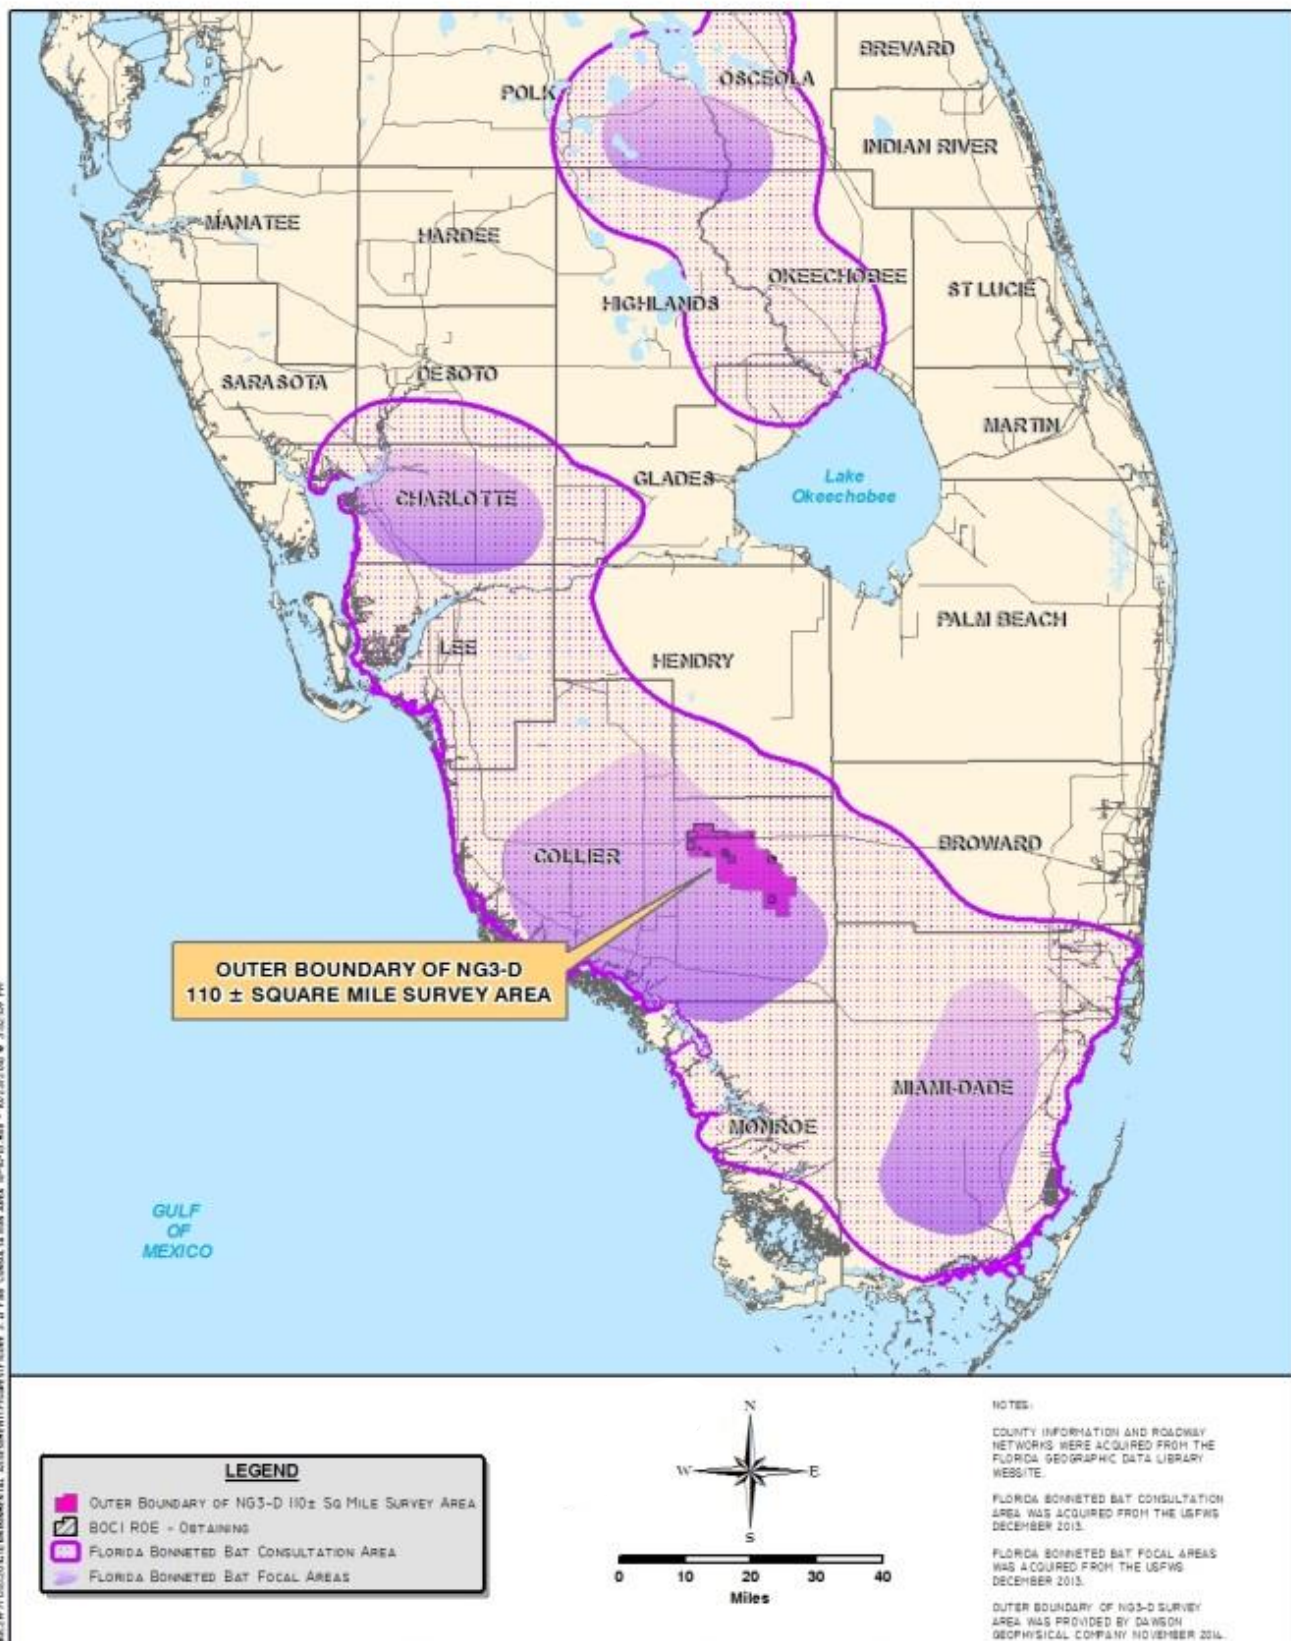 BREVARD
OSCEOLA
POLK
INDIAN RIVER
MANATEE
HARDEE
OKEECHOBEE
ST LUCIE
HIGHLANDS
SARASOTA
DESOTO
MARTIN
GLADES
Lake
Okeechobee
CHARLOTTE
PALM BEACH
LEE
HENDRY
BROWARD
COLLIER
OUTER BOUNDARY OF NG3-D
110 ± SQUARE MILE SURVEY AREA
MIAMI-DADE
MONROE
GULF
OF
MEXICO
LEGEND
OUTER BOUNDARY OF NG3-D 110± SQ MILE SURVEY AREA
BOCI ROE - OBTAINING
FLORIDA BONNETED BAT CONSULTATION AREA
FLORIDA BONNETED BAT FOCAL AREAS
N
W
E
S
0 10 20 30 40
Miles
NOTES:
COUNTY INFORMATION AND ROADWAY
NETWORKS WERE ACQUIRED FROM THE
FLORIDA GEOGRAPHIC DATA LIBRARY
WEBSITE.
FLORIDA BONNETED BAT CONSULTATION
AREA WAS ACQUIRED FROM THE USFWS
DECEMBER 2013.
FLORIDA BONNETED BAT FOCAL AREAS
WAS ACQUIRED FROM THE USFWS
DECEMBER 2013.
OUTER BOUNDARY OF NG3-D SURVEY
AREA WAS PROVIDED BY DAWSON
GEOPHYSICAL COMPANY NOVEMBER 2014.